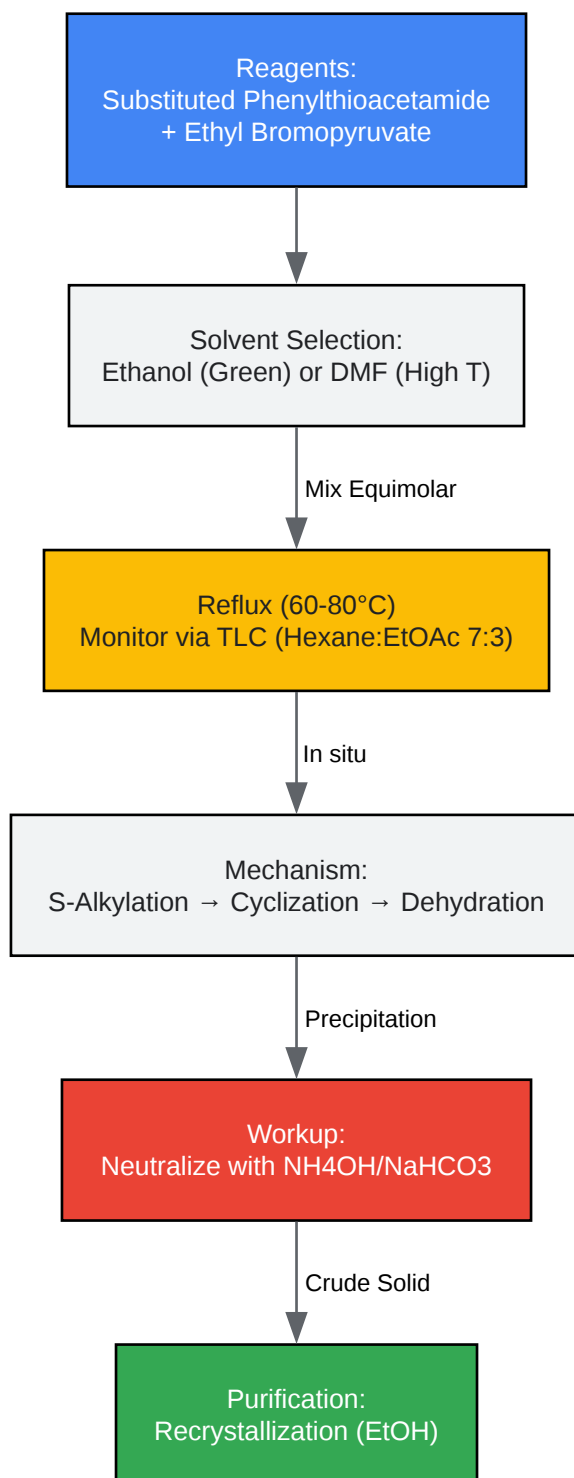 Reagents:
Substituted Phenylthioacetamide
+ Ethyl Bromopyruvate
Solvent Selection:
Ethanol (Green) or DMF (High T)
Mix Equimolar
Reflux (60-80°C)
Monitor via TLC (Hexane:EtOAc 7:3)
In situ
Mechanism:
S-Alkylation → Cyclization → Dehydration
Precipitation
Workup:
Neutralize with NH4OH/NaHCO3
Crude Solid
Purification:
Recrystallization (EtOH)